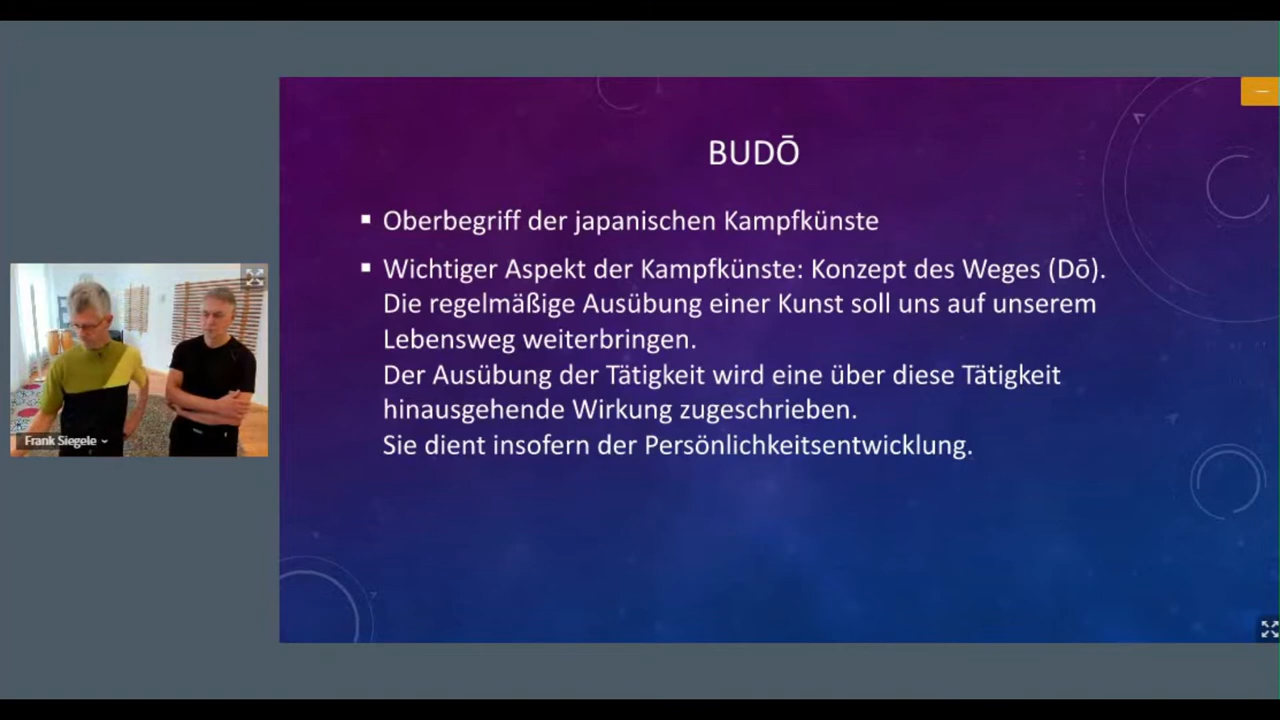 BUDŌ
▪ Oberbegriff der japanischen Kampfkünste
▪ Wichtiger Aspekt der Kampfkünste: Konzept des Weges (Dō).
Die regelmäßige Ausübung einer Kunst soll uns auf unserem
Lebensweg weiterbringen.
Der Ausübung der Tätigkeit wird eine über diese Tätigkeit
hinausgehende Wirkung zugeschrieben.
Sie dient insofern der Persönlichkeitsentwicklung.
Frank Siegele